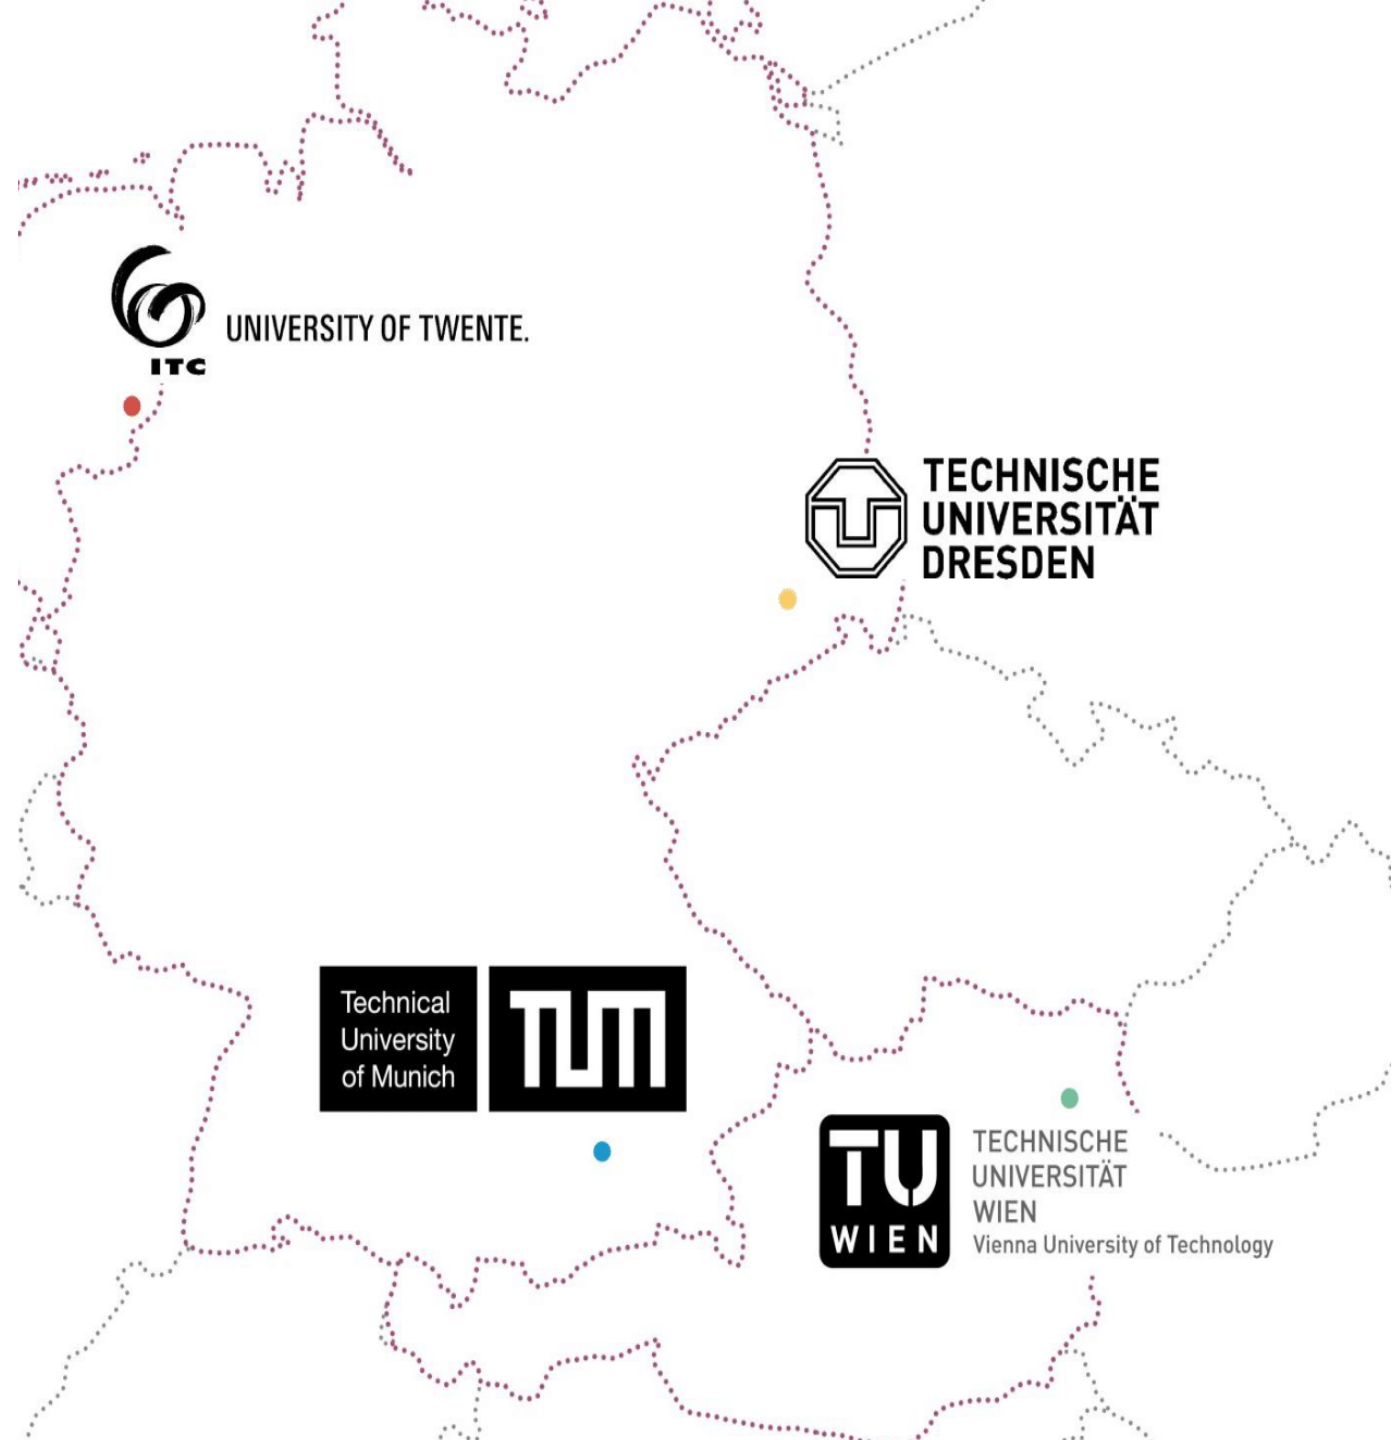 UNIVERSITY OF TWENTE.
ITC
TECHNISCHE
UNIVERSITÄT
DRESDEN
Technical
University
of Munich
TUM
TU
WIEN
TECHNISCHE
UNIVERSITÄT
WIEN
Vienna University of Technology